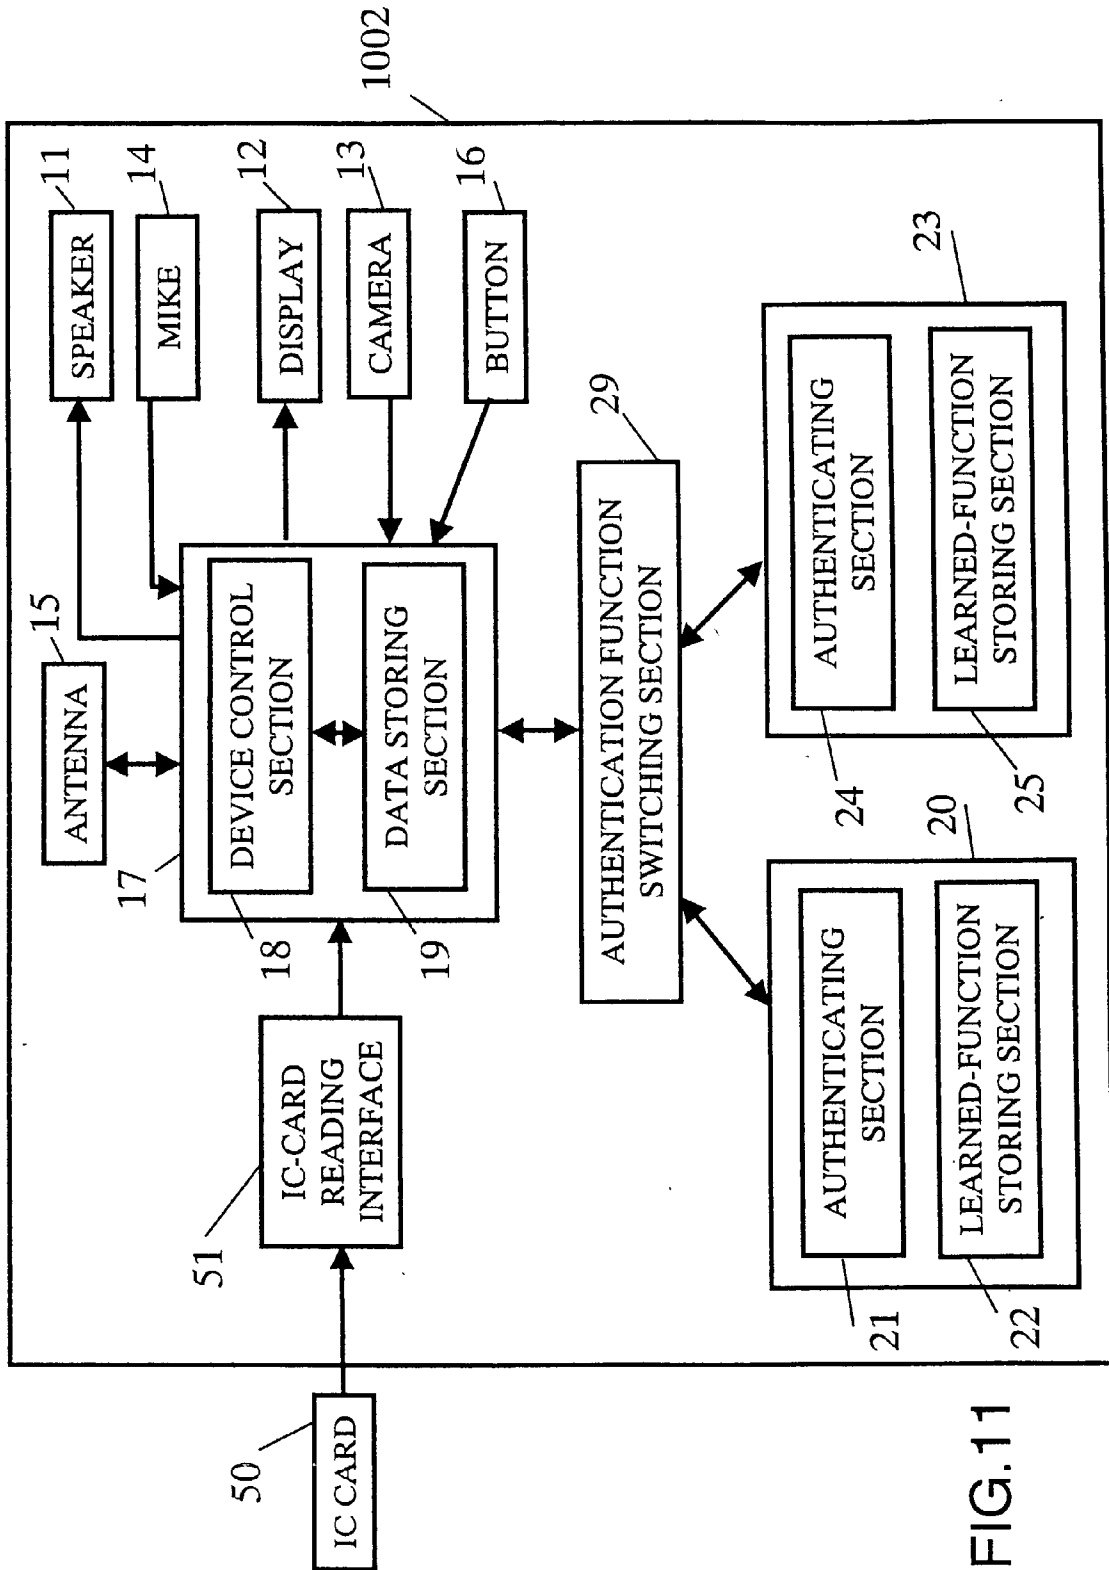 1002
SPEAKER
11
MIKE
14
DISPLAY
12
CAMERA
13
BUTTON
16
ANTENNA
15
17
DEVICE CONTROL
SECTION
18
DATA STORING
SECTION
19
IC-CARD
READING
INTERFACE
51
IC CARD
50
AUTHENTICATION FUNCTION
SWITCHING SECTION
29
AUTHENTICATING
SECTION
21
LEARNED-FUNCTION
STORING SECTION
22
20
AUTHENTICATING
SECTION
24
LEARNED-FUNCTION
STORING SECTION
25
23
FIG.11